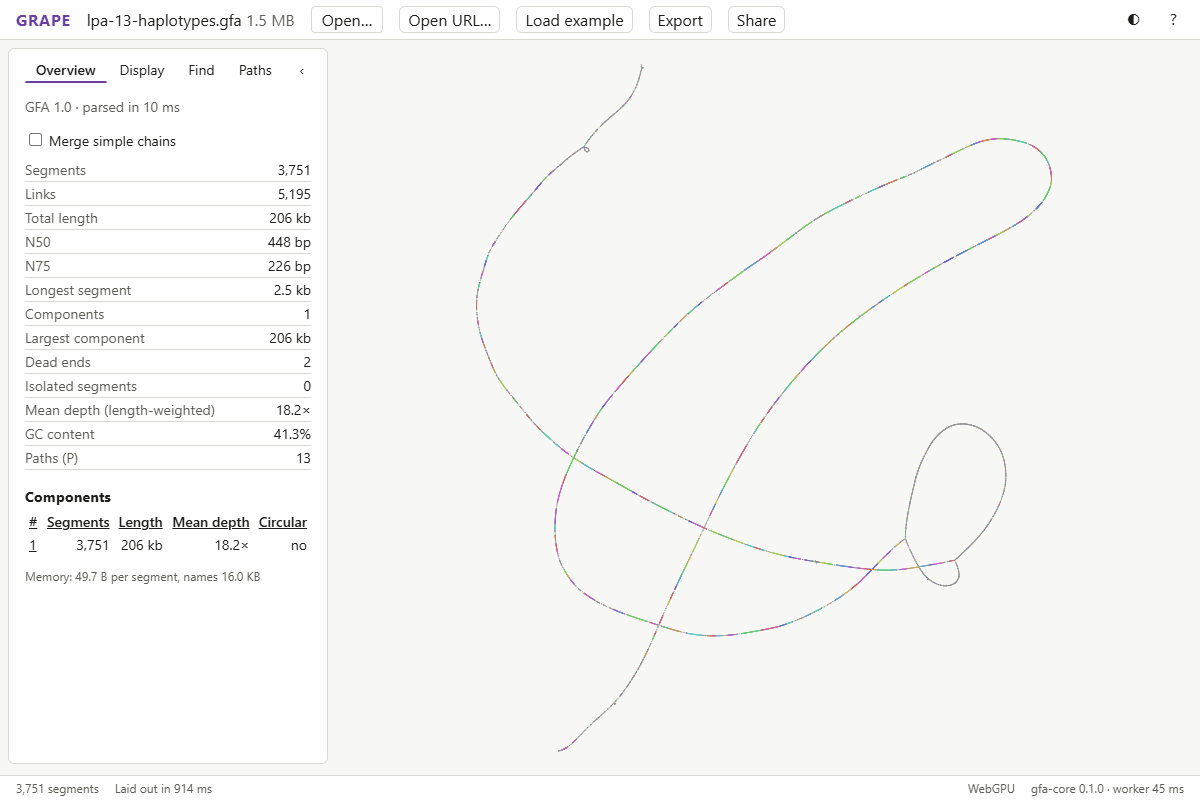 GRAPE lpa-13-haplotypes.gfa 1.5 MB Open... Open URL... Load example Export Share ?
Overview Display Find Paths ‹
GFA 1.0 · parsed in 10 ms
Merge simple chains
Segments 3,751
Links 5,195
Total length 206 kb
N50 448 bp
N75 226 bp
Longest segment 2.5 kb
Components 1
Largest component 206 kb
Dead ends 2
Isolated segments 0
Mean depth (length-weighted) 18.2×
GC content 41.3%
Paths (P) 13
Components
# Segments Length Mean depth Circular
1 3,751 206 kb 18.2× no
Memory: 49.7 B per segment, names 16.0 KB
3,751 segments Laid out in 914 ms WebGPU gfa-core 0.1.0 · worker 45 ms